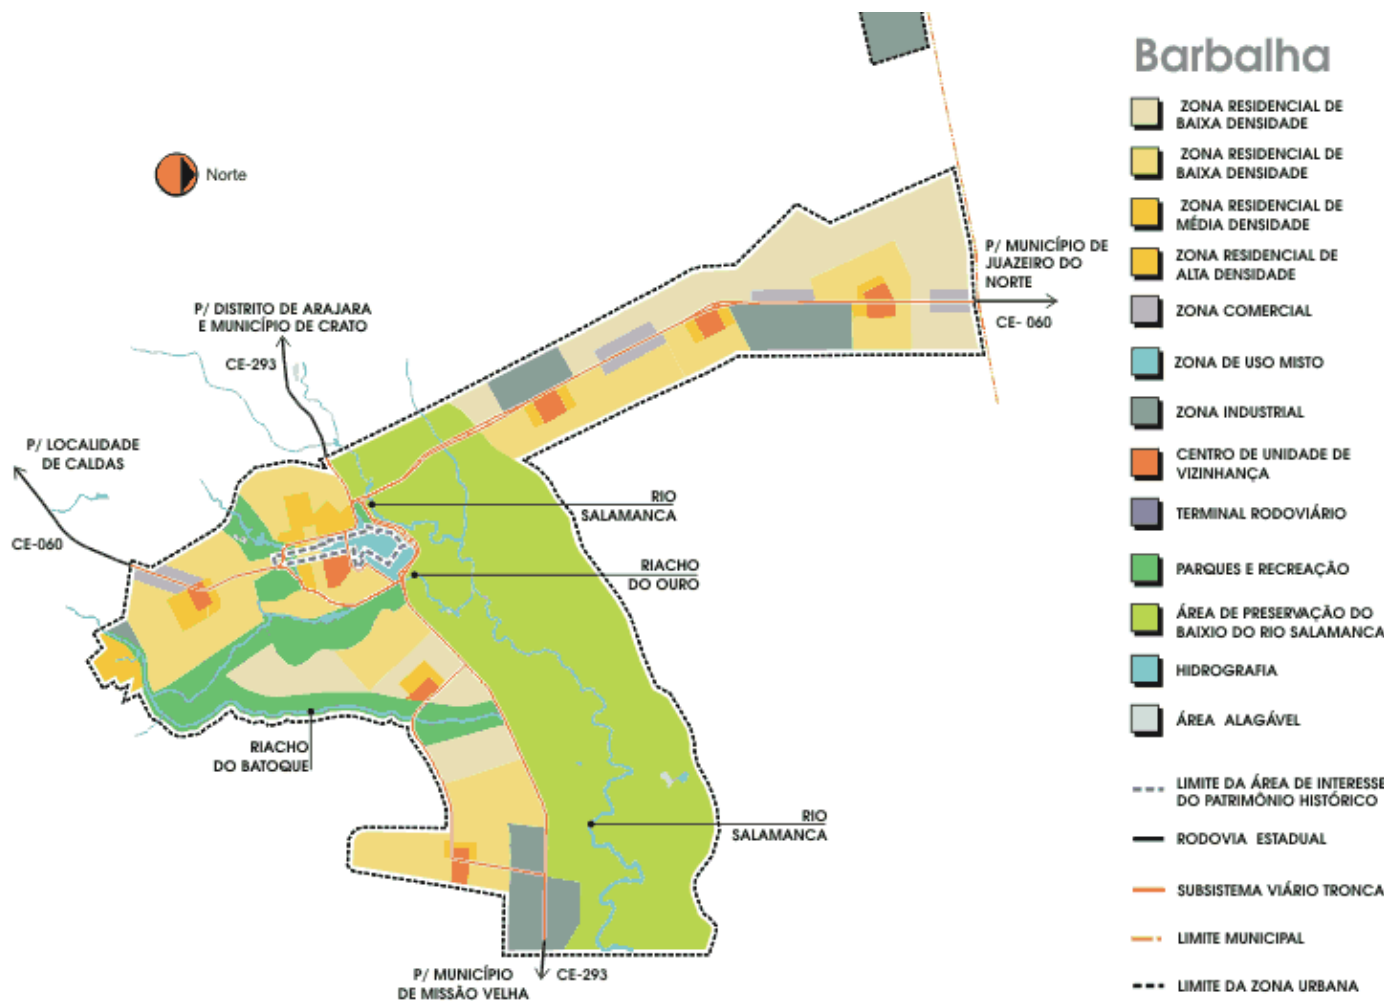 Barbalha
ZONA RESIDENCIAL DE
BAIXA DENSIDADE
ZONA RESIDENCIAL DE
BAIXA DENSIDADE
ZONA RESIDENCIAL DE
MÉDIA DENSIDADE
ZONA RESIDENCIAL DE
ALTA DENSIDADE
ZONA COMERCIAL
ZONA DE USO MISTO
ZONA INDUSTRIAL
CENTRO DE UNIDADE DE
VIZINHANÇA
TERMINAL RODOVIÁRIO
PARQUES E RECREAÇÃO
ÁREA DE PRESERVAÇÃO DO
BAIXIO DO RIO SALAMANCA
HIDROGRAFIA
ÁREA ALAGÁVEL
LIMITE DA ÁREA DE INTERESSE
DO PATRIMÔNIO HISTÓRICO
RODOVIA ESTADUAL
SUBSISTEMA VIÁRIO TRONCA
LIMITE MUNICIPAL
LIMITE DA ZONA URBANA
Norte
P/ MUNICÍPIO DE
JUAZEIRO DO
NORTE
CE- 060
P/ DISTRITO DE ARAJARA
E MUNICÍPIO DE CRATO
CE-293
P/ LOCALIDADE
DE CALDAS
CE-060
RIO
SALAMANCA
RIACHO
DO OURO
RIACHO
DO BATOQUE
RIO
SALAMANCA
P/ MUNICÍPIO
DE MISSÃO VELHA
CE-293